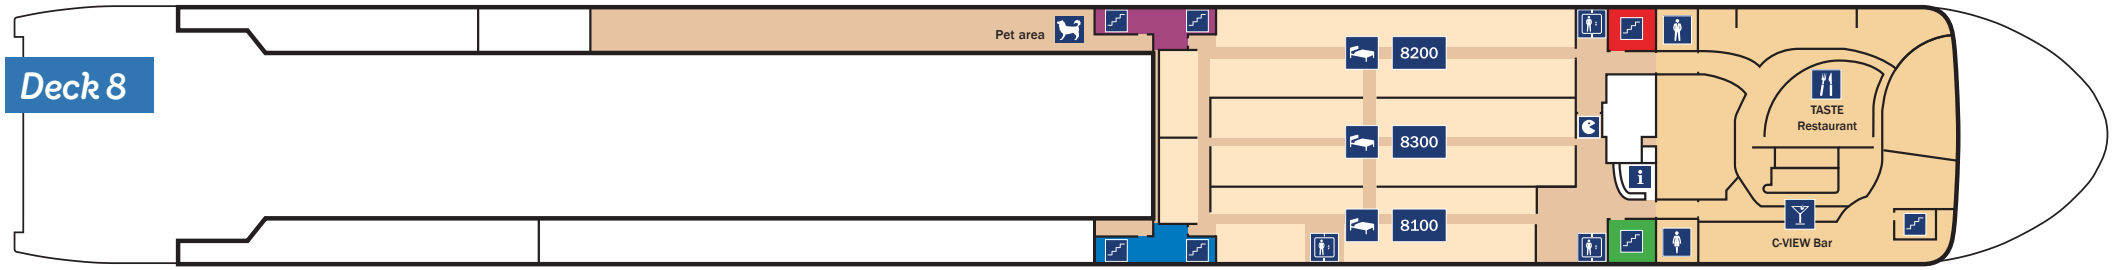 Deck 8
Pet area
8200
8300
8100
i
TASTE
Restaurant
C-VIEW Bar